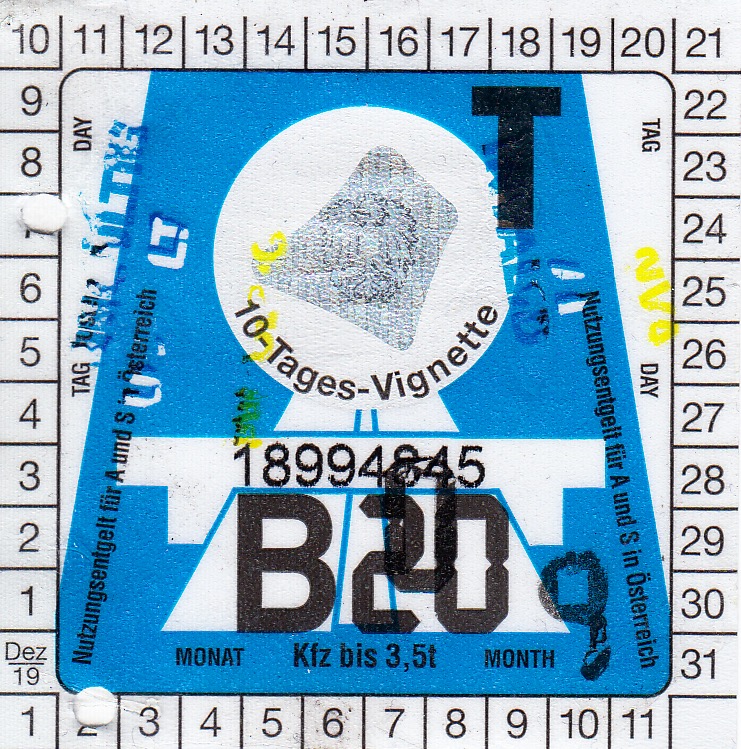 10 11 12 13 14 15 16 17 18 19 20 21
9 22
DAY T TAG
8 23
24
6 25
5 26
TAG DAY
4 27
10-Tages-Vignette
Nutzungsentgelt für A und S in Österreich
Nutzungsentgelt für A und S in Österreich
3 18994845 28
2 B20 29
1 30
Dez/19 31
MONAT Kfz bis 3,5t MONTH
1 2 3 4 5 6 7 8 9 10 11